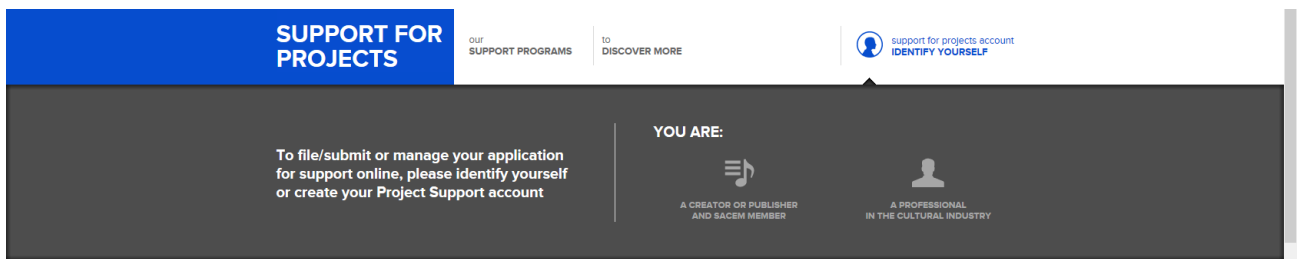 SUPPORT FOR
PROJECTS
our
SUPPORT PROGRAMS
to
DISCOVER MORE
support for projects account
IDENTIFY YOURSELF
To file/submit or manage your application
for support online, please identify yourself
or create your Project Support account
YOU ARE:
A CREATOR OR PUBLISHER
AND SACEM MEMBER
A PROFESSIONAL
IN THE CULTURAL INDUSTRY